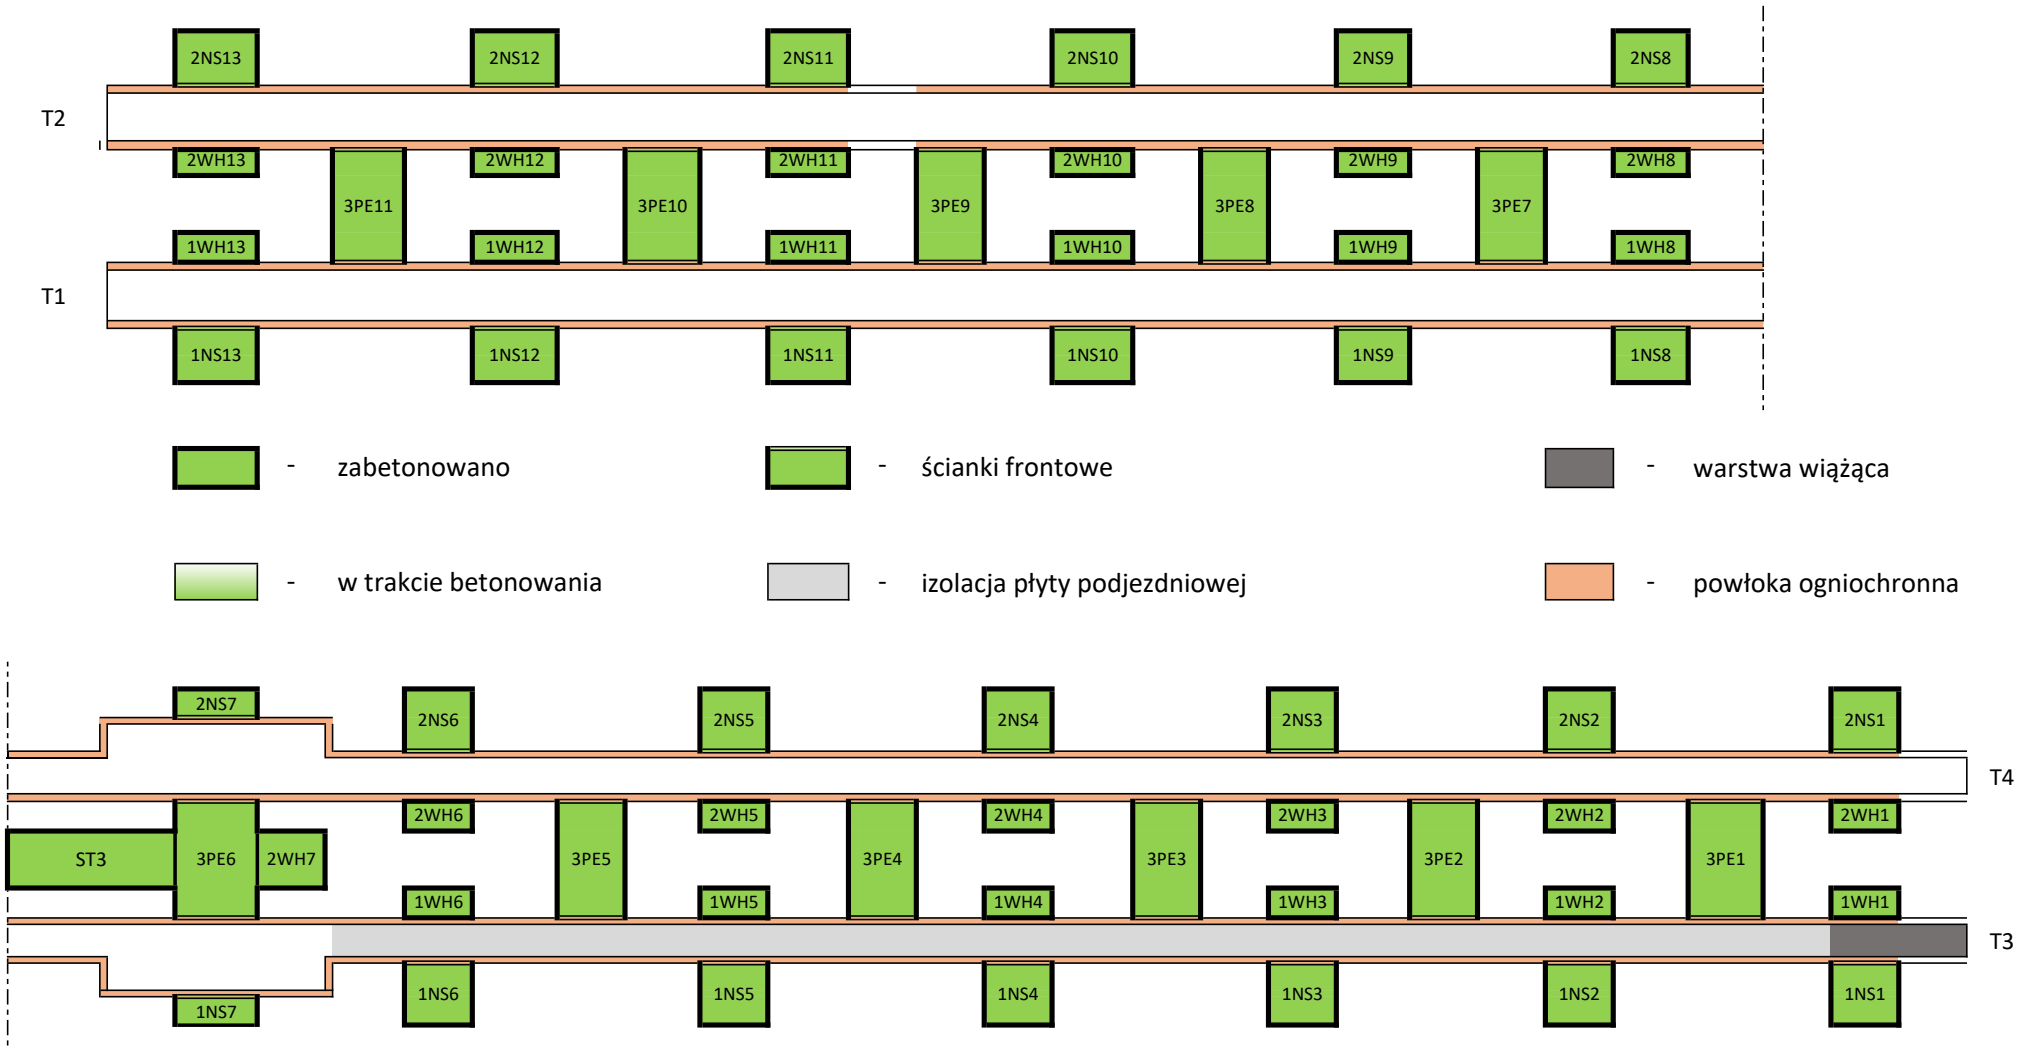 2NS13 2NS12 2NS11 2NS10 2NS9 2NS8
T2
2WH13 2WH12 2WH11 2WH10 2WH9 2WH8
3PE11 3PE10 3PE9 3PE8 3PE7
1WH13 1WH12 1WH11 1WH10 1WH9 1WH8
T1
1NS13 1NS12 1NS11 1NS10 1NS9 1NS8
- zabetonowano - ścianki frontowe - warstwa wiążąca
- w trakcie betonowania - izolacja płyty podjezdniowej - powłoka ogniochronna
2NS7 2NS6 2NS5 2NS4 2NS3 2NS2 2NS1
T4
2WH6 2WH5 2WH4 2WH3 2WH2 2WH1
ST3 3PE6 2WH7 3PE5 3PE4 3PE3 3PE2 3PE1
1WH6 1WH5 1WH4 1WH3 1WH2 1WH1
T3
1NS7 1NS6 1NS5 1NS4 1NS3 1NS2 1NS1